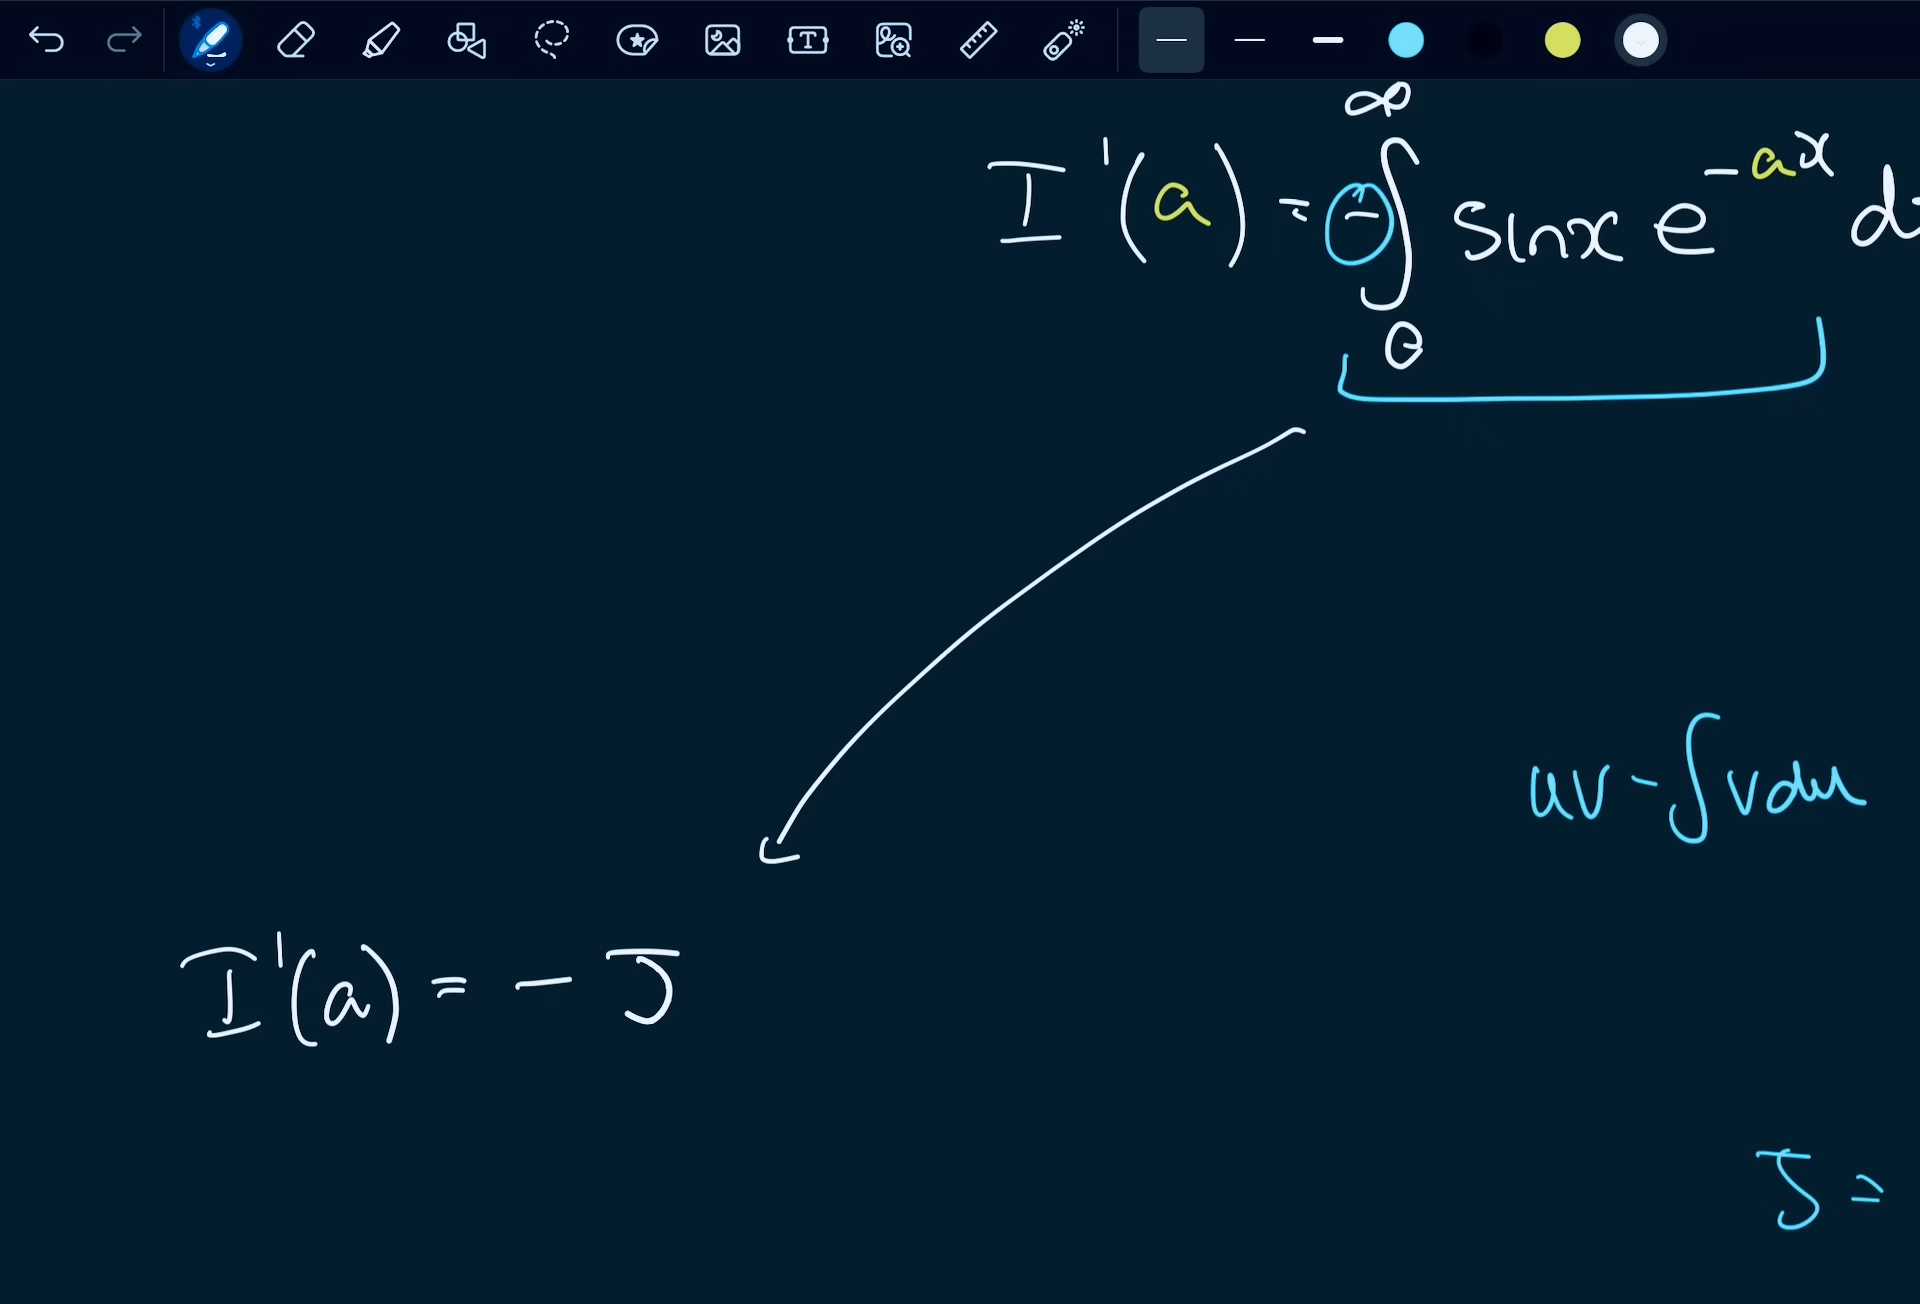 I'(a) = -∫₀^∞ sinx e^(-ax) d
uv - ∫vdu
I'(a) = - J
J =